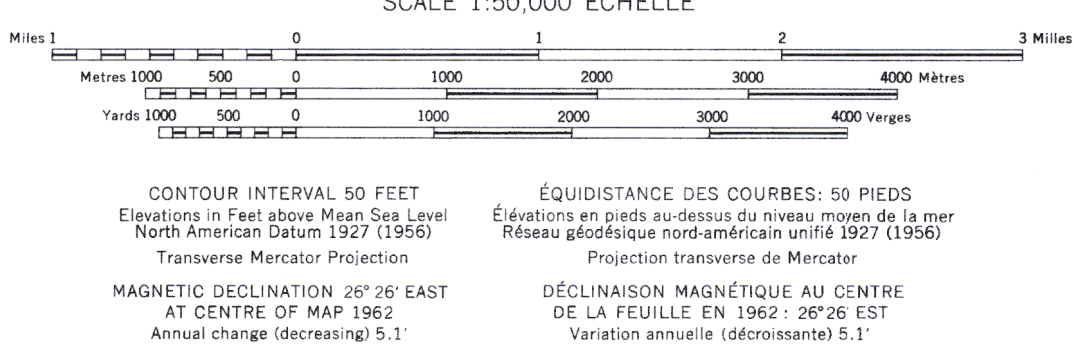 SCALE 1:50,000 ÉCHELLE
Miles 1 0 1 2 3 Milles
Metres 1000 500 0 1000 2000 3000 4000 Mètres
Yards 1000 500 0 1000 2000 3000 4000 Verges
CONTOUR INTERVAL 50 FEET
Elevations in Feet above Mean Sea Level
North American Datum 1927 (1956)
Transverse Mercator Projection
MAGNETIC DECLINATION 26° 26' EAST
AT CENTRE OF MAP 1962
Annual change (decreasing) 5.1'
ÉQUIDISTANCE DES COURBES: 50 PIEDS
Élévations en pieds au-dessus du niveau moyen de la mer
Réseau géodésique nord-américain unifié 1927 (1956)
Projection transverse de Mercator
DÉCLINAISON MAGNÉTIQUE AU CENTRE
DE LA FEUILLE EN 1962 : 26°26' EST
Variation annuelle (décroissante) 5.1'